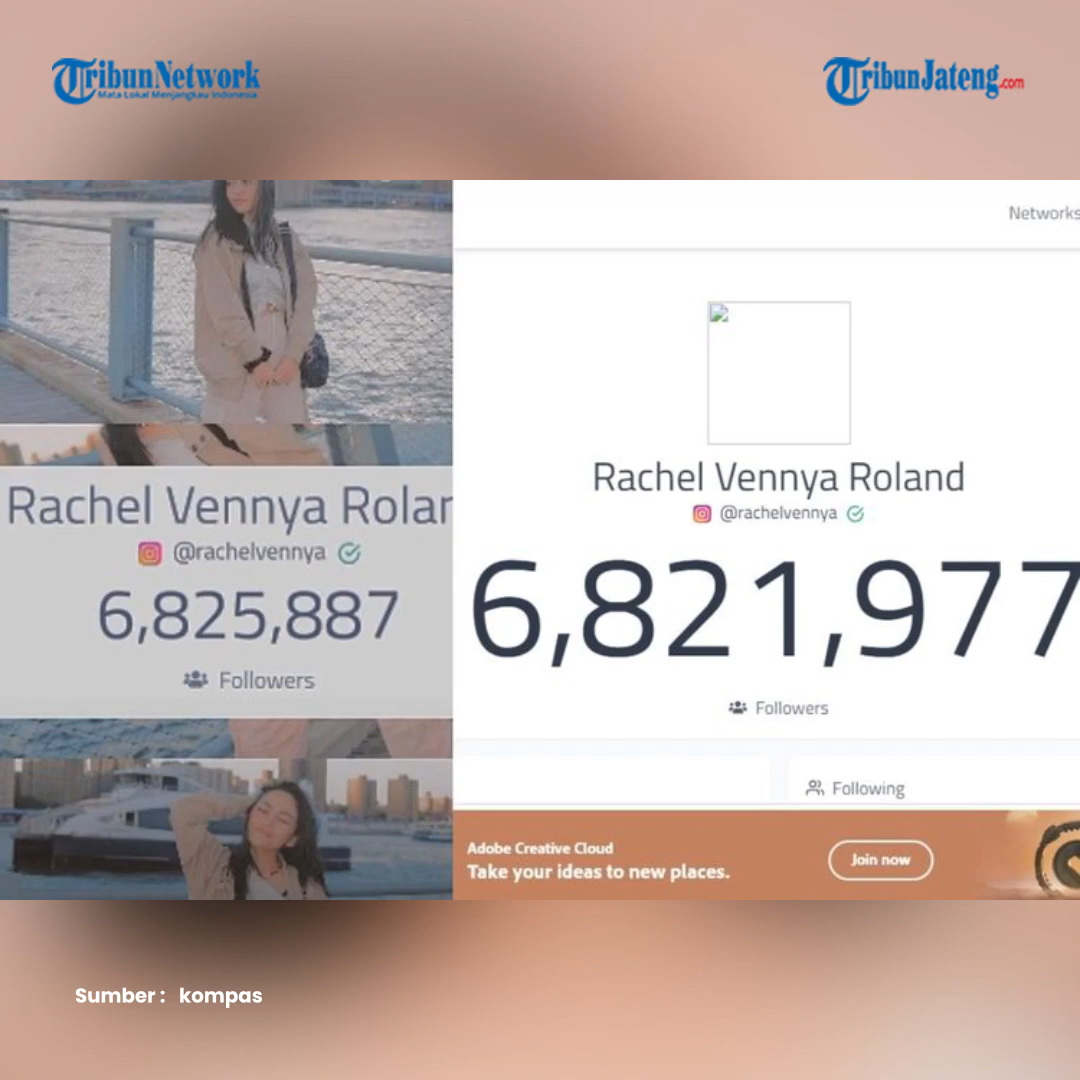 TribunNetwork
Mata Lokal Menjangkau Indonesia
TribunJateng.com
Rachel Vennya Rolan
@rachelvennya
6,825,887
Followers
Networks
Rachel Vennya Roland
@rachelvennya
6,821,977
Followers
Following
Adobe Creative Cloud
Take your ideas to new places.
Join now
Sumber : kompas